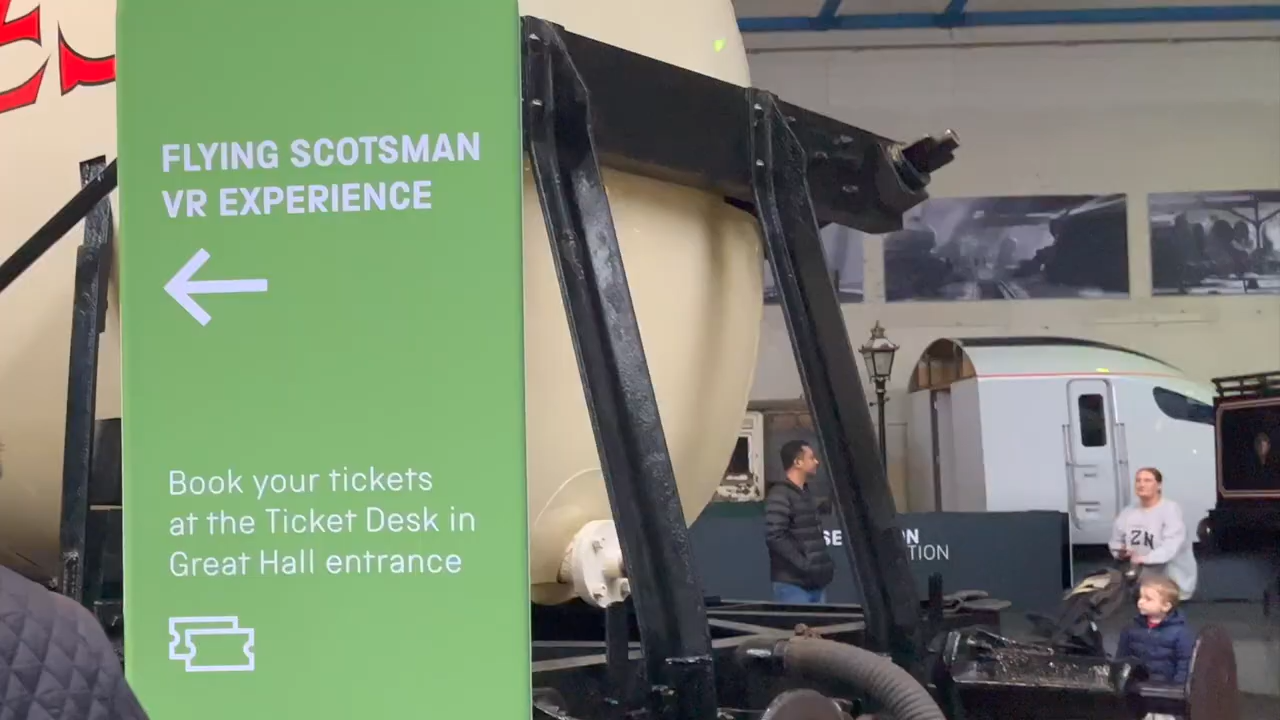 FLYING SCOTSMAN
VR EXPERIENCE
Book your tickets
at the Ticket Desk in
Great Hall entrance